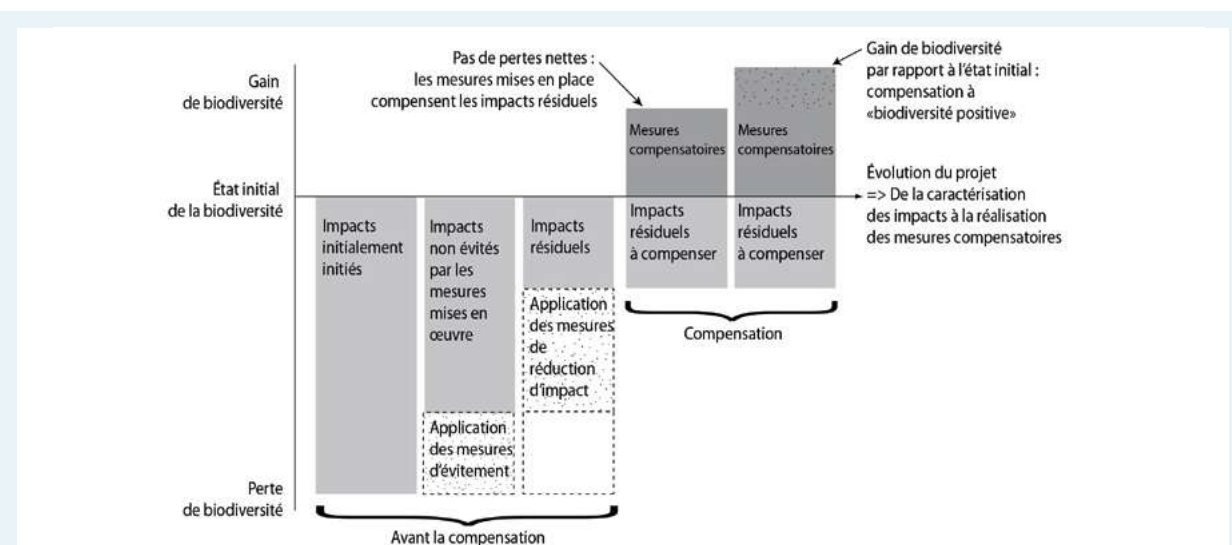 Gain
de biodiversité
Pas de pertes nettes :
les mesures mises en place
compensent les impacts résiduels
Gain de biodiversité
par rapport à l'état initial :
compensation à
«biodiversité positive»
Mesures
compensatoires
Mesures
compensatoires
État initial
de la biodiversité
Évolution du projet
=> De la caractérisation
des impacts à la réalisation
des mesures compensatoires
Impacts
initialement
initiés
Impacts
non évités
par les
mesures
mises en
œuvre
Impacts
résiduels
Impacts
résiduels
à compenser
Impacts
résiduels
à compenser
Application
des mesures
de
réduction
d'impact
Compensation
Application
des mesures
d'évitement
Perte
de biodiversité
Avant la compensation